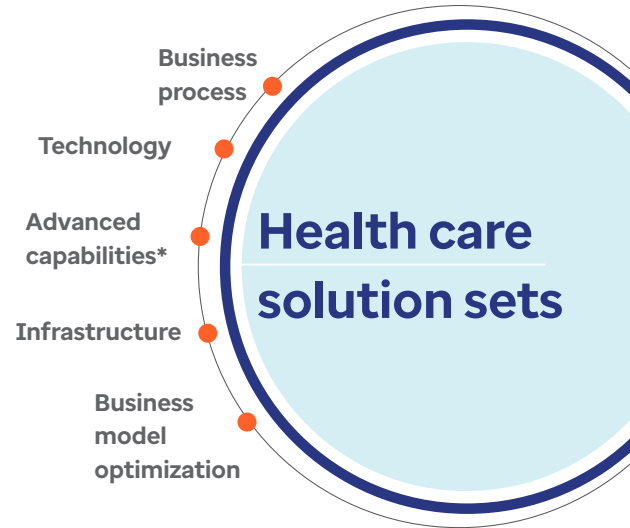 Business
process
Technology
Advanced
capabilities*
Infrastructure
Business
model
optimization
Health care
solution sets